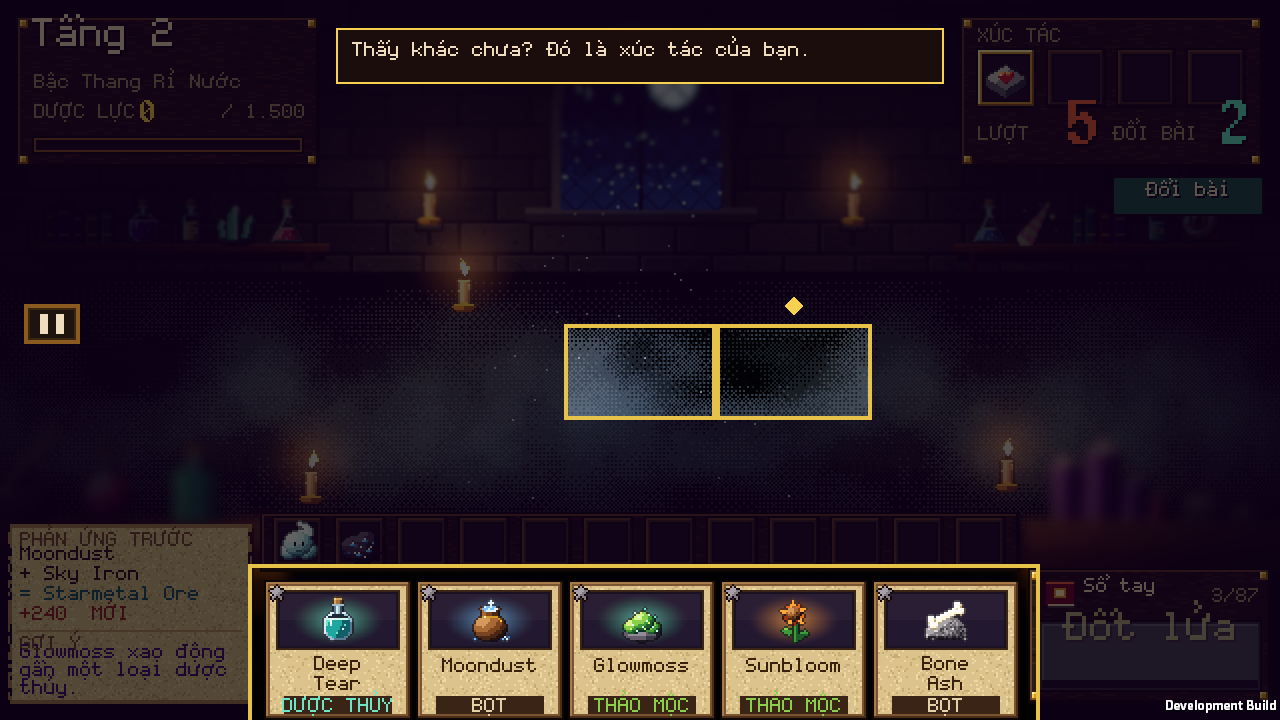 Tầng 2
Bậc Thang Rỉ Nước
DƯỢC LỰC 0 / 1.500
Thấy khác chưa? Đó là xúc tác của bạn.
XÚC TÁC
LƯỢT 5 ĐỔI BÀI 2
Đổi bài
PHẢN ỨNG TRƯỚC
Moondust
+ Sky Iron
= Starmetal Ore
+240 MỚI
GỢI Ý
Glowmoss xao động
gần một loại dược
thủy.
Deep
Tear
DƯỢC THỦY
Moondust
BỘT
Glowmoss
THẢO MỘC
Sunbloom
THẢO MỘC
Bone
Ash
BỘT
Sổ tay
3/87
Đốt lửa
Development Build